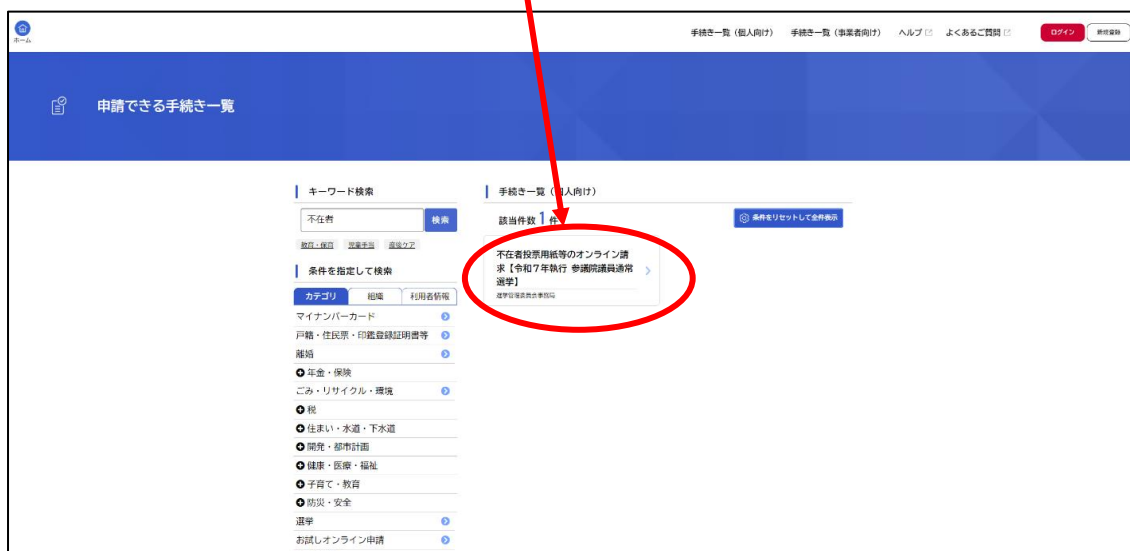 ホーム
手続き一覧（個人向け） 手続き一覧（事業者向け） ヘルプ よくあるご質問 ログイン 新規登録
申請できる手続き一覧
キーワード検索
不在者 検索
教育・保育 児童手当 産後ケア
条件を指定して検索
カテゴリ 組織 利用者情報
マイナンバーカード
戸籍・住民票・印鑑登録証明書等
離婚
年金・保険
ごみ・リサイクル・環境
税
住まい・水道・下水道
開発・都市計画
健康・医療・福祉
子育て・教育
防災・安全
選挙
お試しオンライン申請
手続き一覧（個人向け）
該当件数 1 件
条件をリセットして全件表示
不在者投票用紙等のオンライン請
求【令和７年執行 参議院議員通常
選挙】
選挙管理委員会事務局